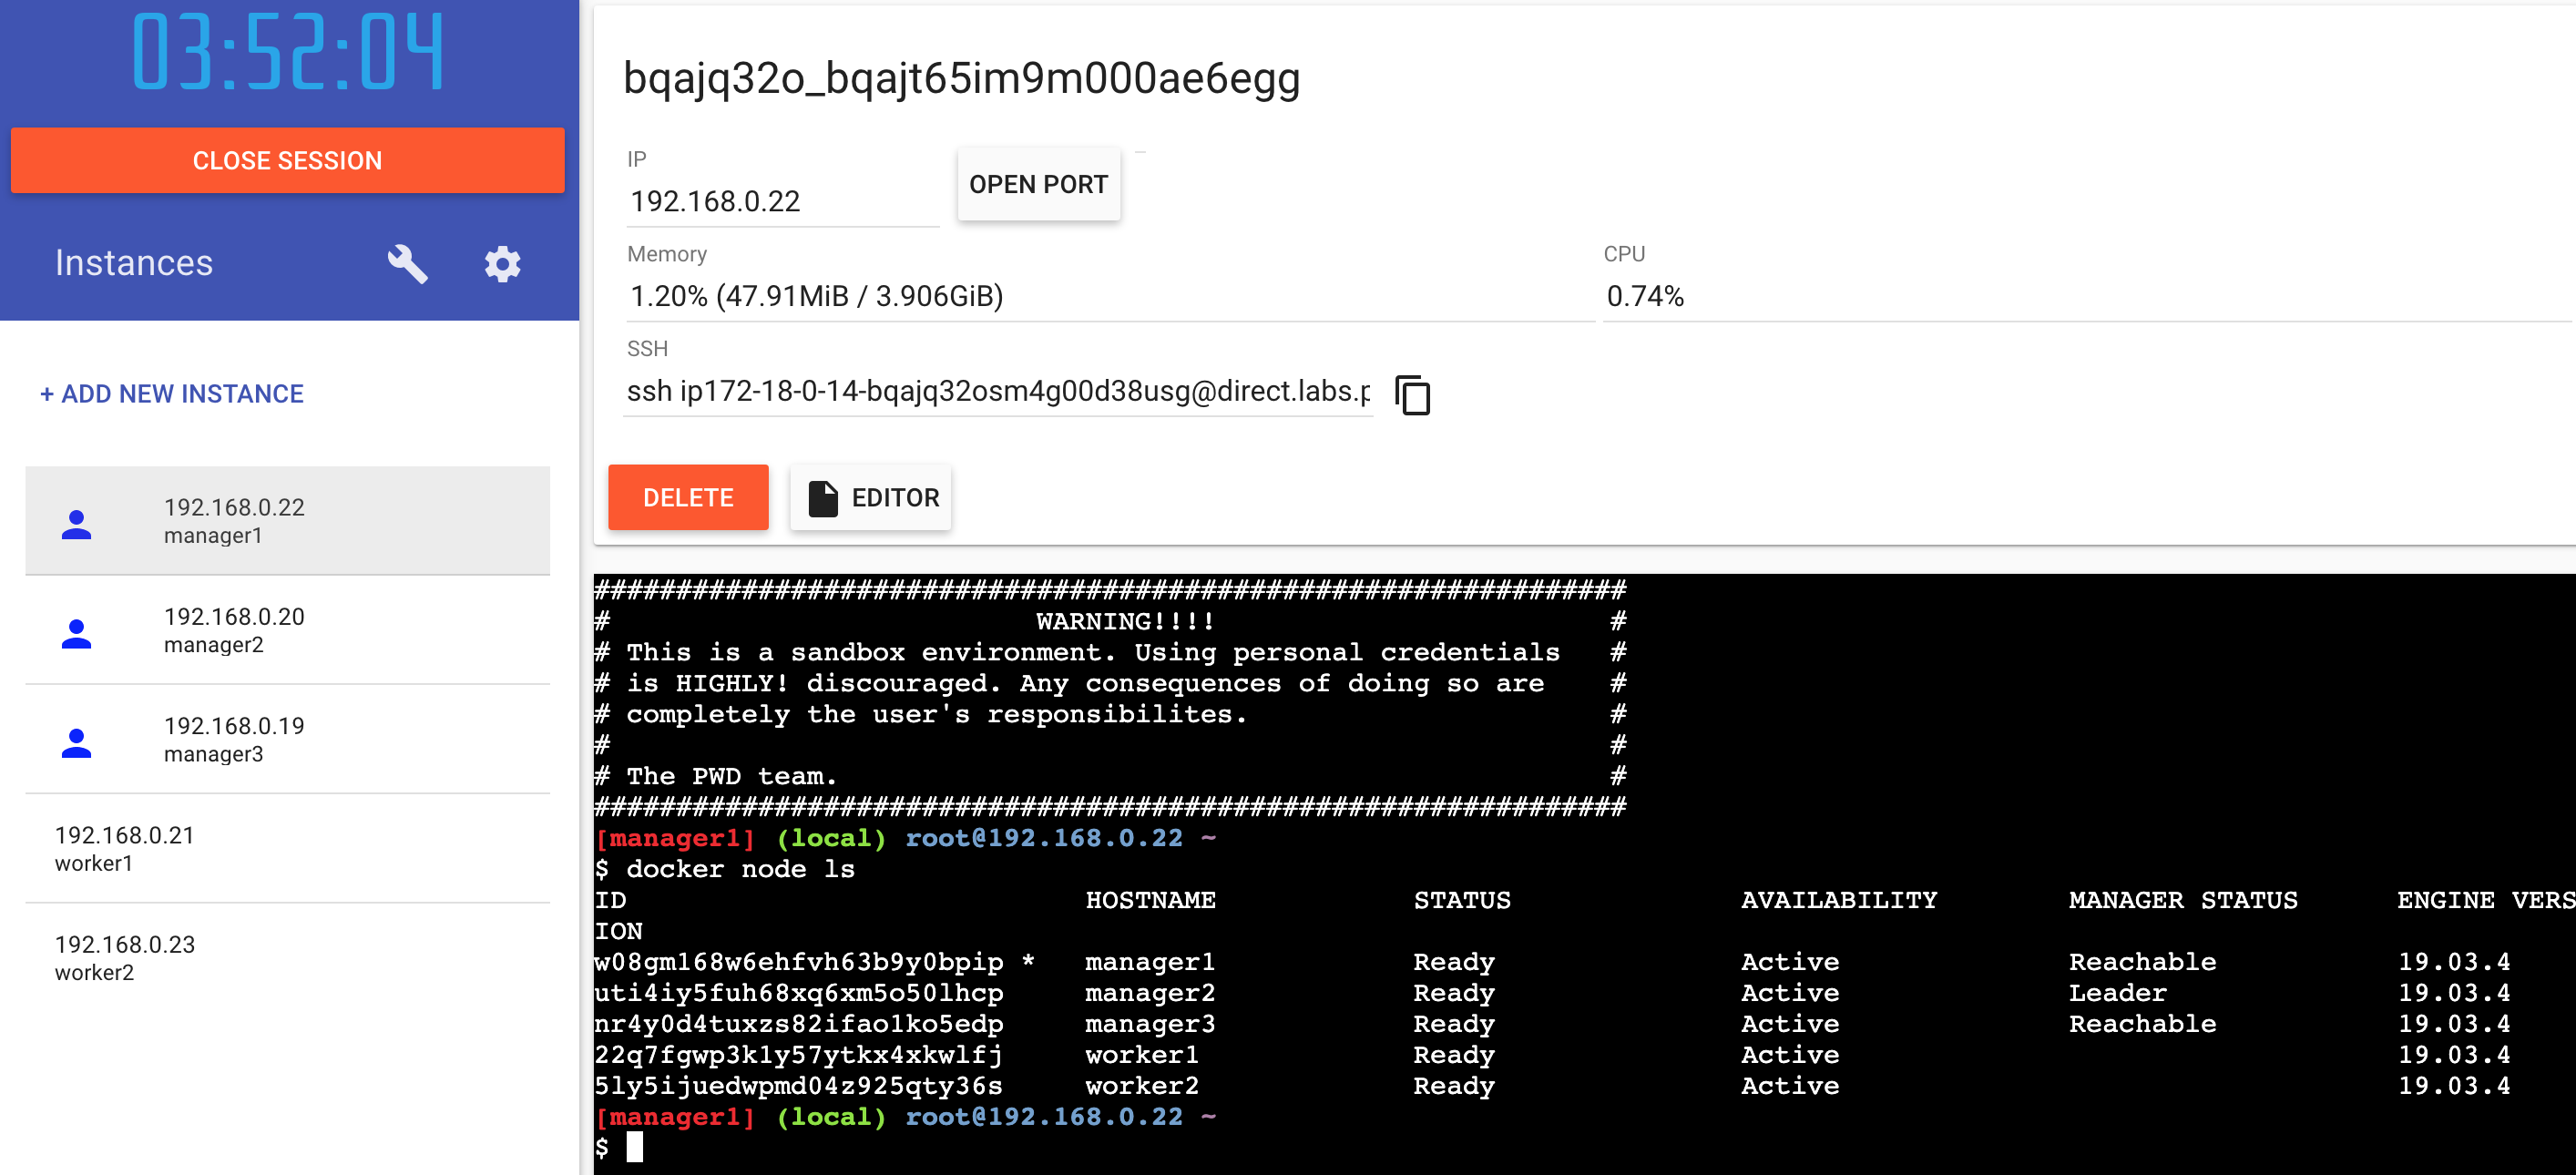 03:52:04
CLOSE SESSION
Instances
+ ADD NEW INSTANCE
192.168.0.22
manager1
192.168.0.20
manager2
192.168.0.19
manager3
192.168.0.21
worker1
192.168.0.23
worker2
bqajq32o_bqajt65im9m000ae6egg
IP
192.168.0.22
OPEN PORT
Memory
1.20% (47.91MiB / 3.906GiB)
CPU
0.74%
SSH
ssh ip172-18-0-14-bqajq32osm4g00d38usg@direct.labs.p
DELETE
EDITOR
###############################################################
#                          WARNING!!!!                        #
# This is a sandbox environment. Using personal credentials   #
# is HIGHLY! discouraged. Any consequences of doing so are    #
# completely the user's responsibilites.                      #
#                                                             #
# The PWD team.                                               #
###############################################################
[manager1] (local) root@192.168.0.22 ~
$ docker node ls
ID                            HOSTNAME            STATUS              AVAILABILITY        MANAGER STATUS      ENGINE VERS
ION
w08gm168w6ehfvh63b9y0bpip *   manager1            Ready               Active              Reachable           19.03.4
uti4iy5fuh68xq6xm5o50lhcp     manager2            Ready               Active              Leader              19.03.4
nr4y0d4tuxzs82ifao1ko5edp     manager3            Ready               Active              Reachable           19.03.4
22q7fgwp3k1y57ytkx4xkwlfj     worker1             Ready               Active                                  19.03.4
5ly5ijuedwpmd04z925qty36s     worker2             Ready               Active                                  19.03.4
[manager1] (local) root@192.168.0.22 ~
$